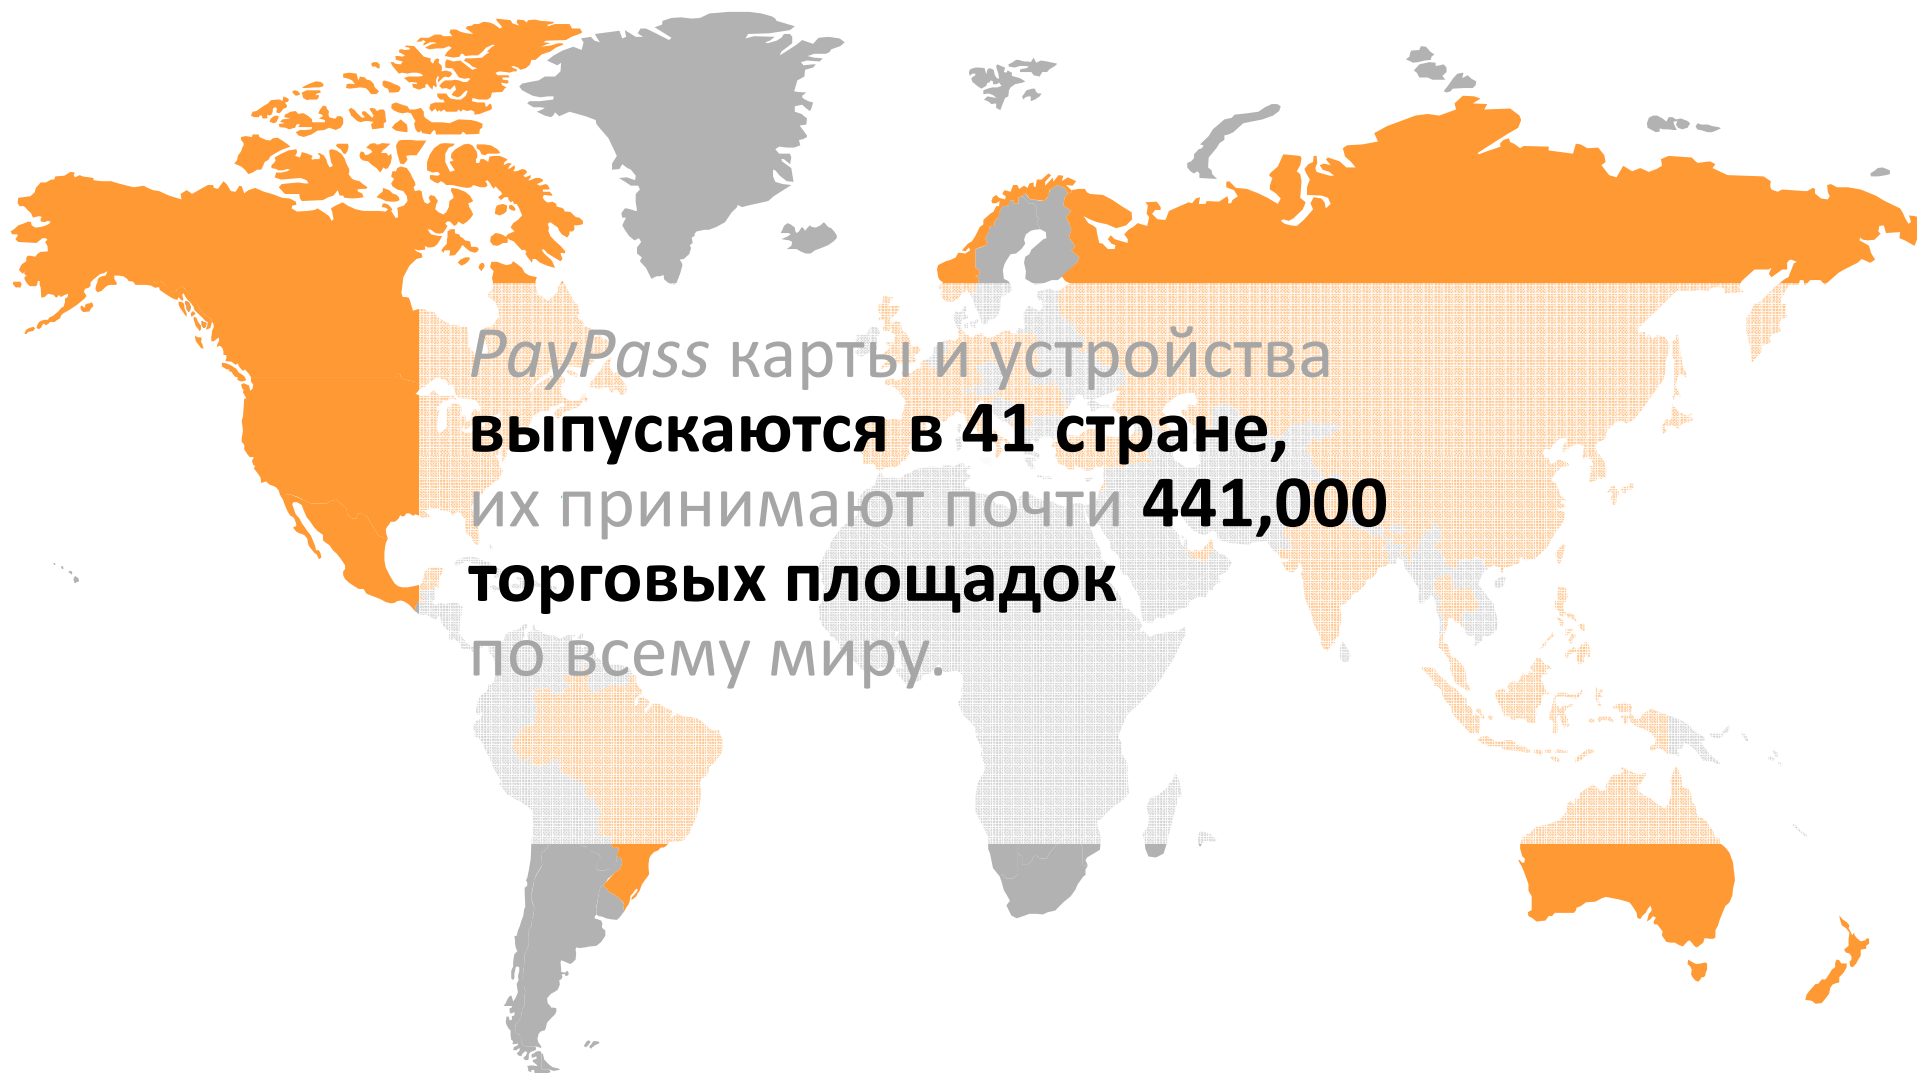 PayPass карты и устройства
выпускаются в 41 стране,
их принимают почти 441,000
торговых площадок
по всему миру.